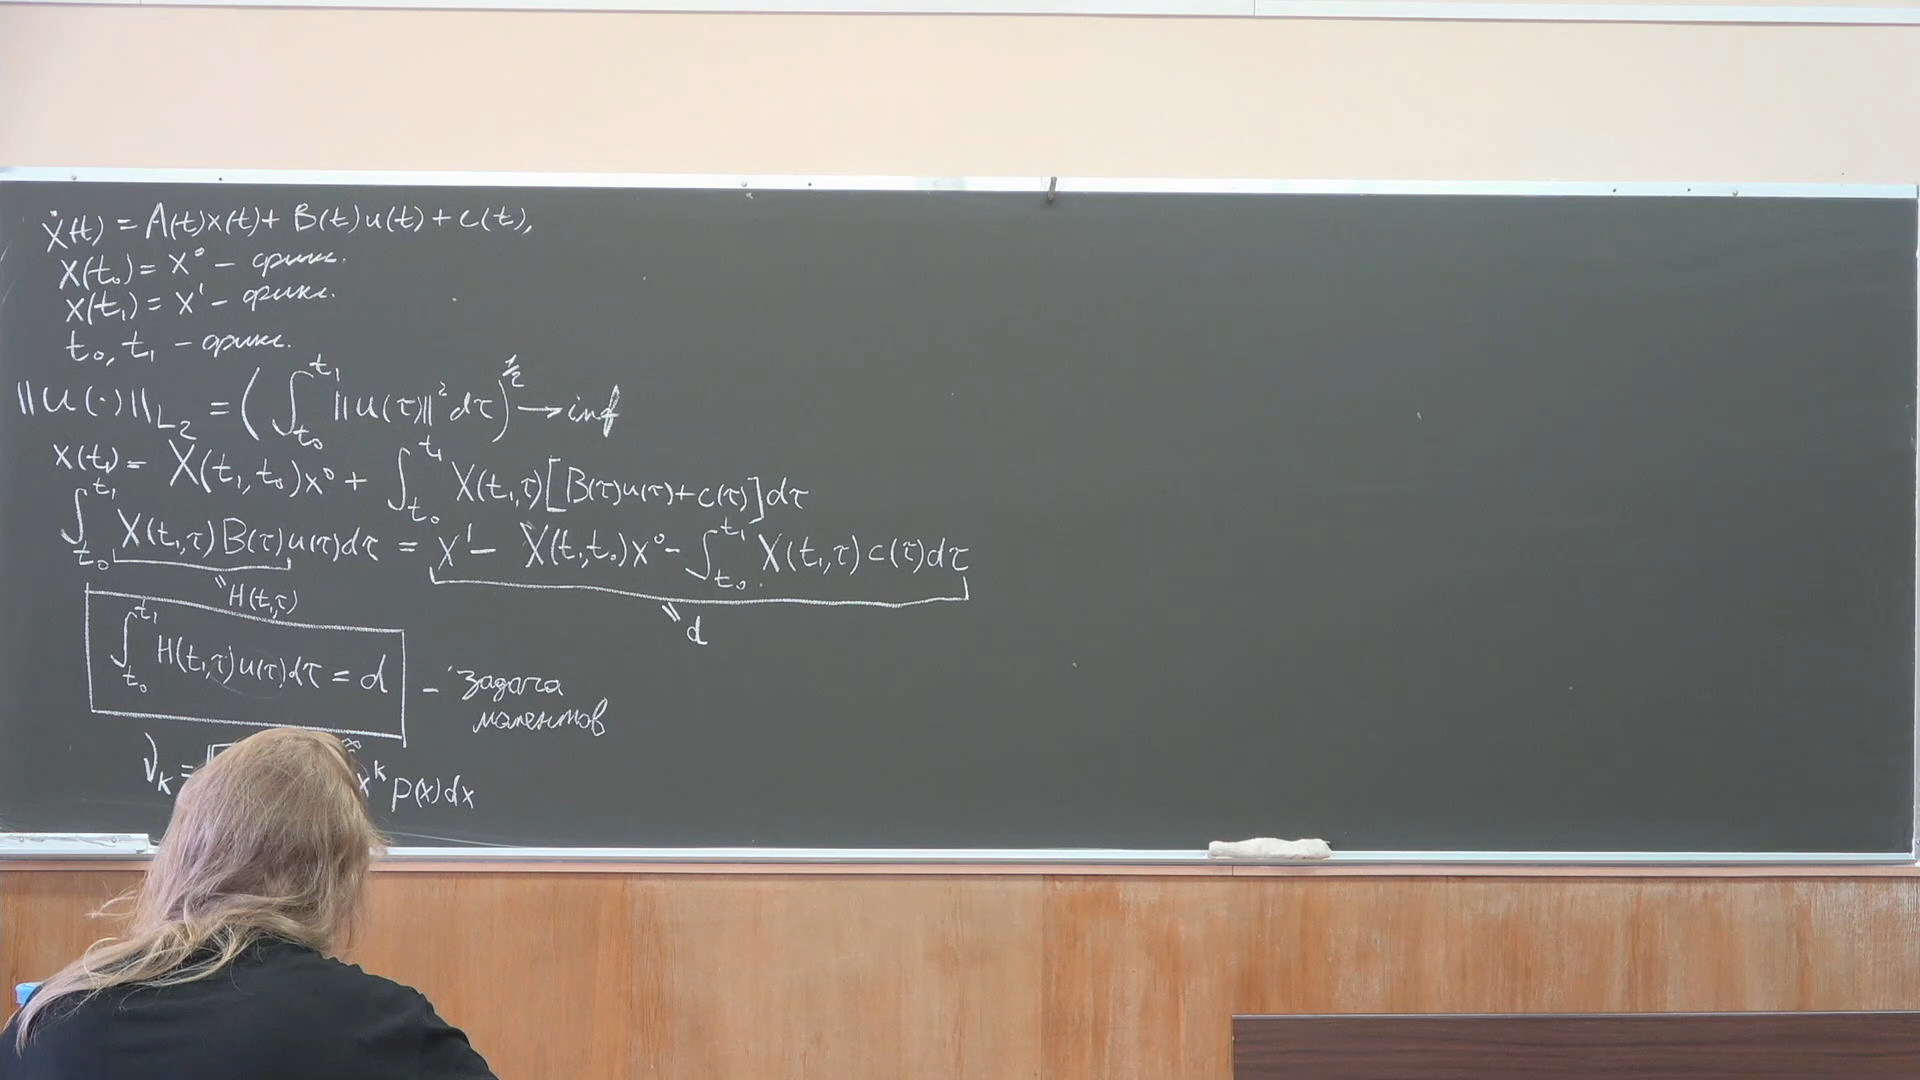 ẋ(t) = A(t)x(t) + B(t)u(t) + c(t),
x(t₀) = x⁰ – фикс.
x(t₁) = x¹ – фикс.
t₀, t₁ – фикс.
‖u(·)‖_{L₂} = (∫_{t₀}^{t₁} ‖u(τ)‖² dτ)^{1/2} → inf
x(t₁) = X(t₁,t₀)x⁰ + ∫_{t₀}^{t₁} X(t₁,τ)[B(τ)u(τ)+c(τ)]dτ
∫_{t₀}^{t₁} X(t₁,τ)B(τ)u(τ)dτ = x¹ – X(t₁,t₀)x⁰ – ∫_{t₀}^{t₁} X(t₁,τ)c(τ)dτ
‖ H(t₁,τ) ‖ d
∫_{t₀}^{t₁} H(t₁,τ)u(τ)dτ = d – задача
моментов
ν_k = x^k p(x)dx